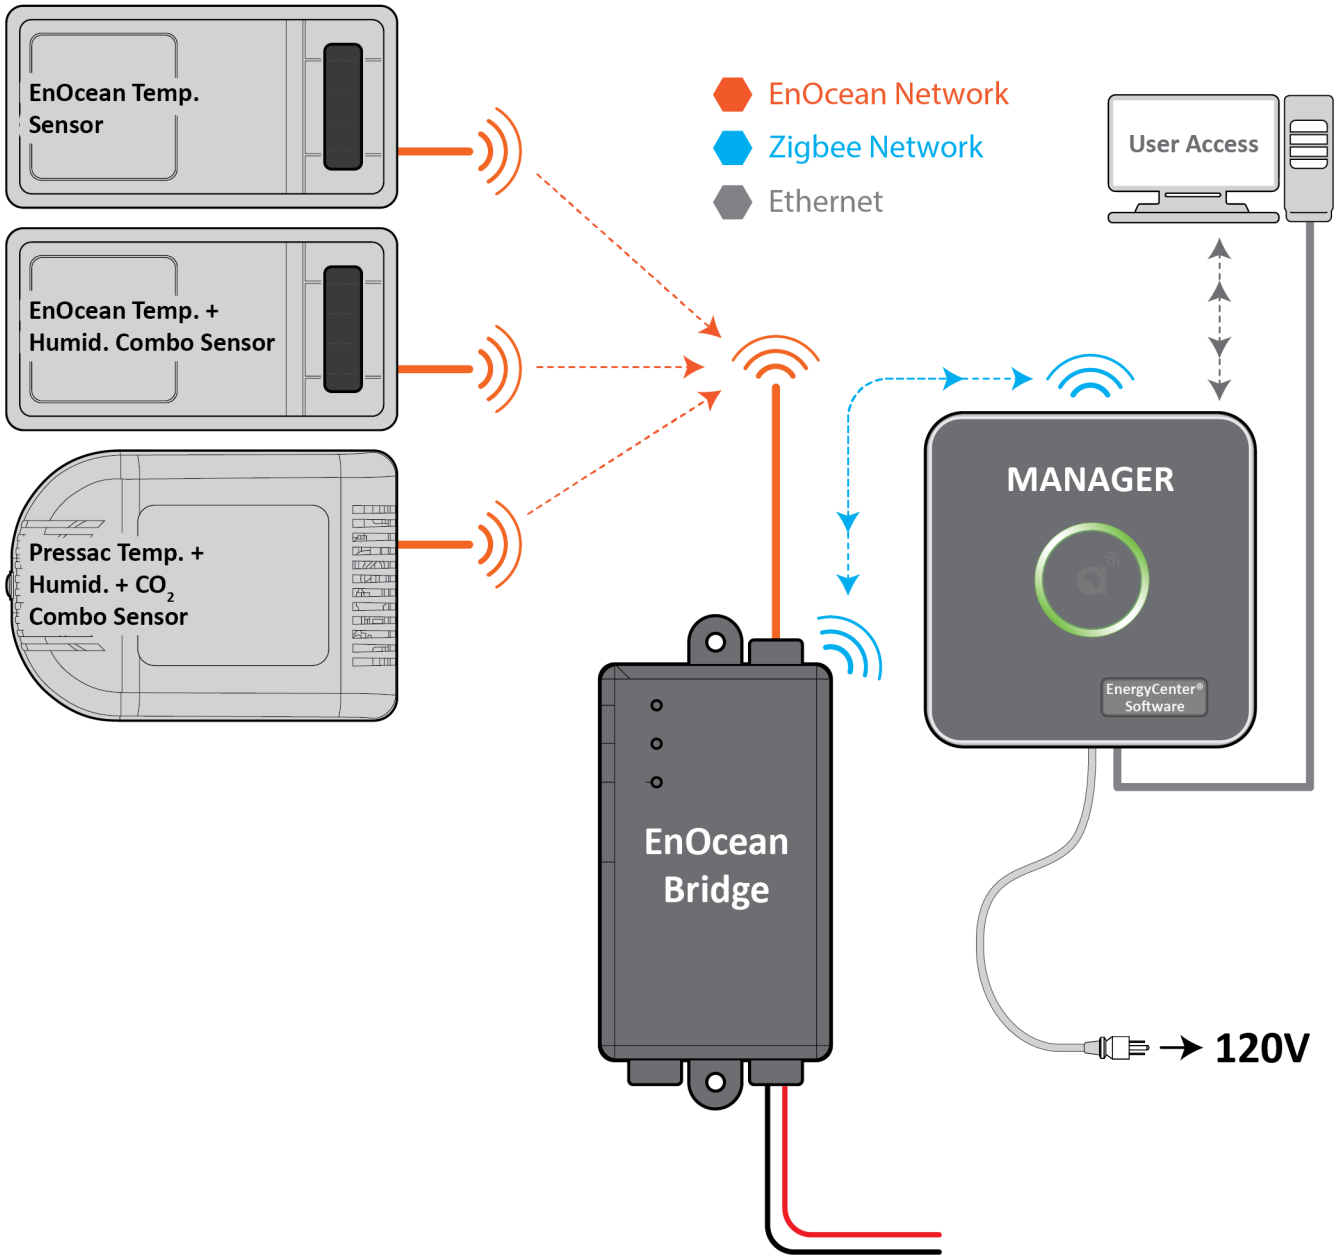 EnOcean Temp.
Sensor
EnOcean Temp. +
Humid. Combo Sensor
Pressac Temp. +
Humid. + CO₂
Combo Sensor
EnOcean Network
Zigbee Network
Ethernet
User Access
MANAGER
a
EnergyCenter®
Software
EnOcean
Bridge
120V